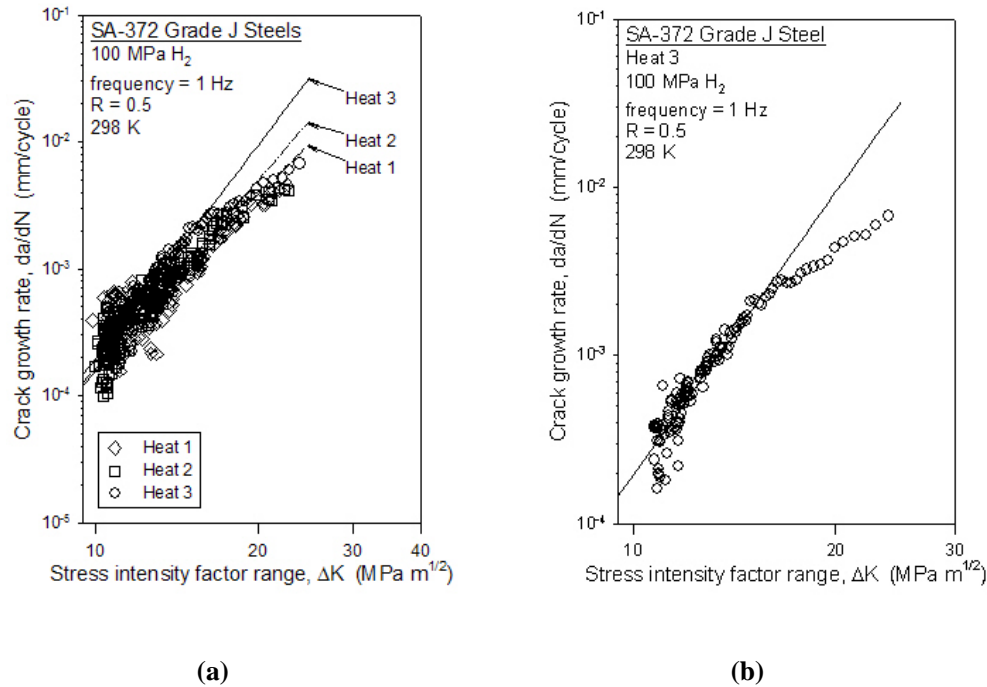 SA-372 Grade J Steels
100 MPa H2
frequency = 1 Hz
R = 0.5
298 K
Heat 3
Heat 2
Heat 1
10-1
10-2
10-3
10-4
10-5
Crack growth rate, da/dN (mm/cycle)
Heat 1
Heat 2
Heat 3
10
20
30
40
Stress intensity factor range, ΔK (MPa m1/2)
(a)
SA-372 Grade J Steel
Heat 3
100 MPa H2
frequency = 1 Hz
R = 0.5
298 K
10-1
10-2
10-3
10-4
Crack growth rate, da/dN (mm/cycle)
10
20
30
Stress intensity factor range, ΔK (MPa m1/2)
(b)